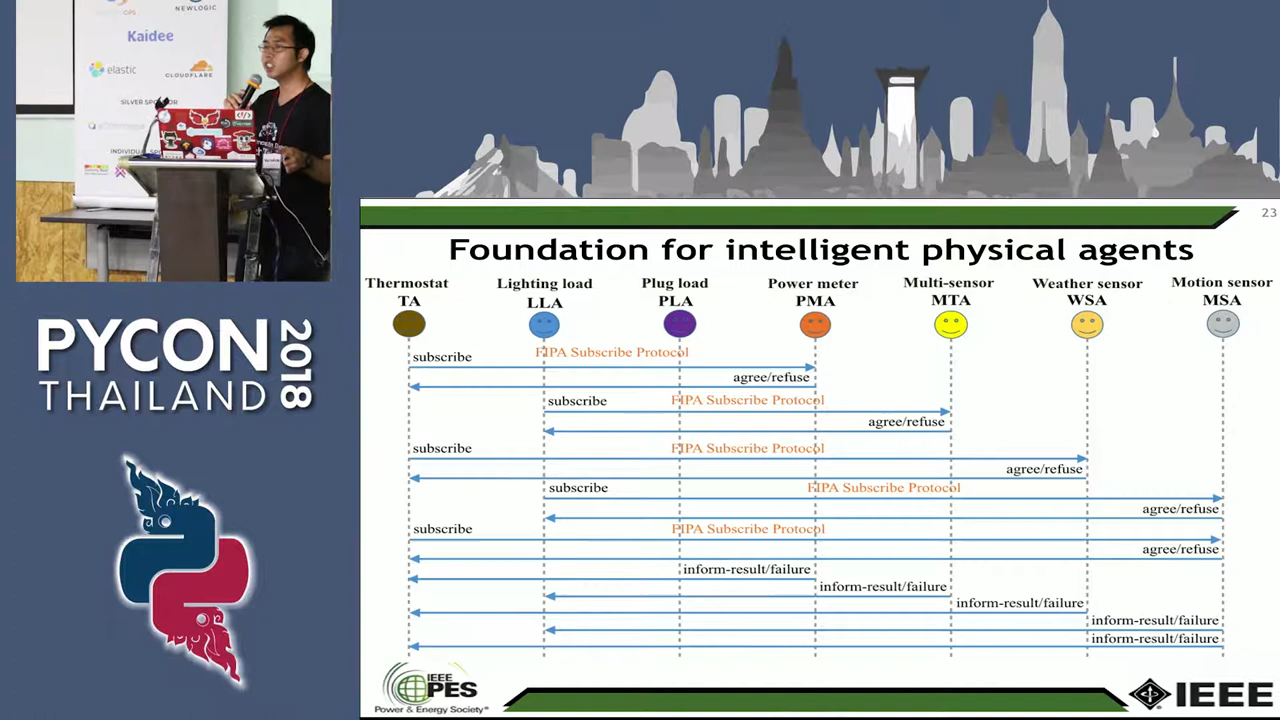 NEWLOGIC
OPS
Kaidee
elastic
CLOUDFLARE
SILVER SPONSOR
INDIVIDUAL
PYCON
THAILAND
2018
23
Foundation for intelligent physical agents
Thermostat Lighting load Plug load Power meter Multi-sensor Weather sensor Motion sensor
TA LLA PLA PMA MTA WSA MSA
subscribe FIPA Subscribe Protocol
agree/refuse
subscribe FIPA Subscribe Protocol
agree/refuse
subscribe FIPA Subscribe Protocol
agree/refuse
subscribe FIPA Subscribe Protocol
agree/refuse
subscribe FIPA Subscribe Protocol
agree/refuse
inform-result/failure
inform-result/failure
inform-result/failure
inform-result/failure
inform-result/failure
IEEE
PES
Power & Energy Society®
IEEE